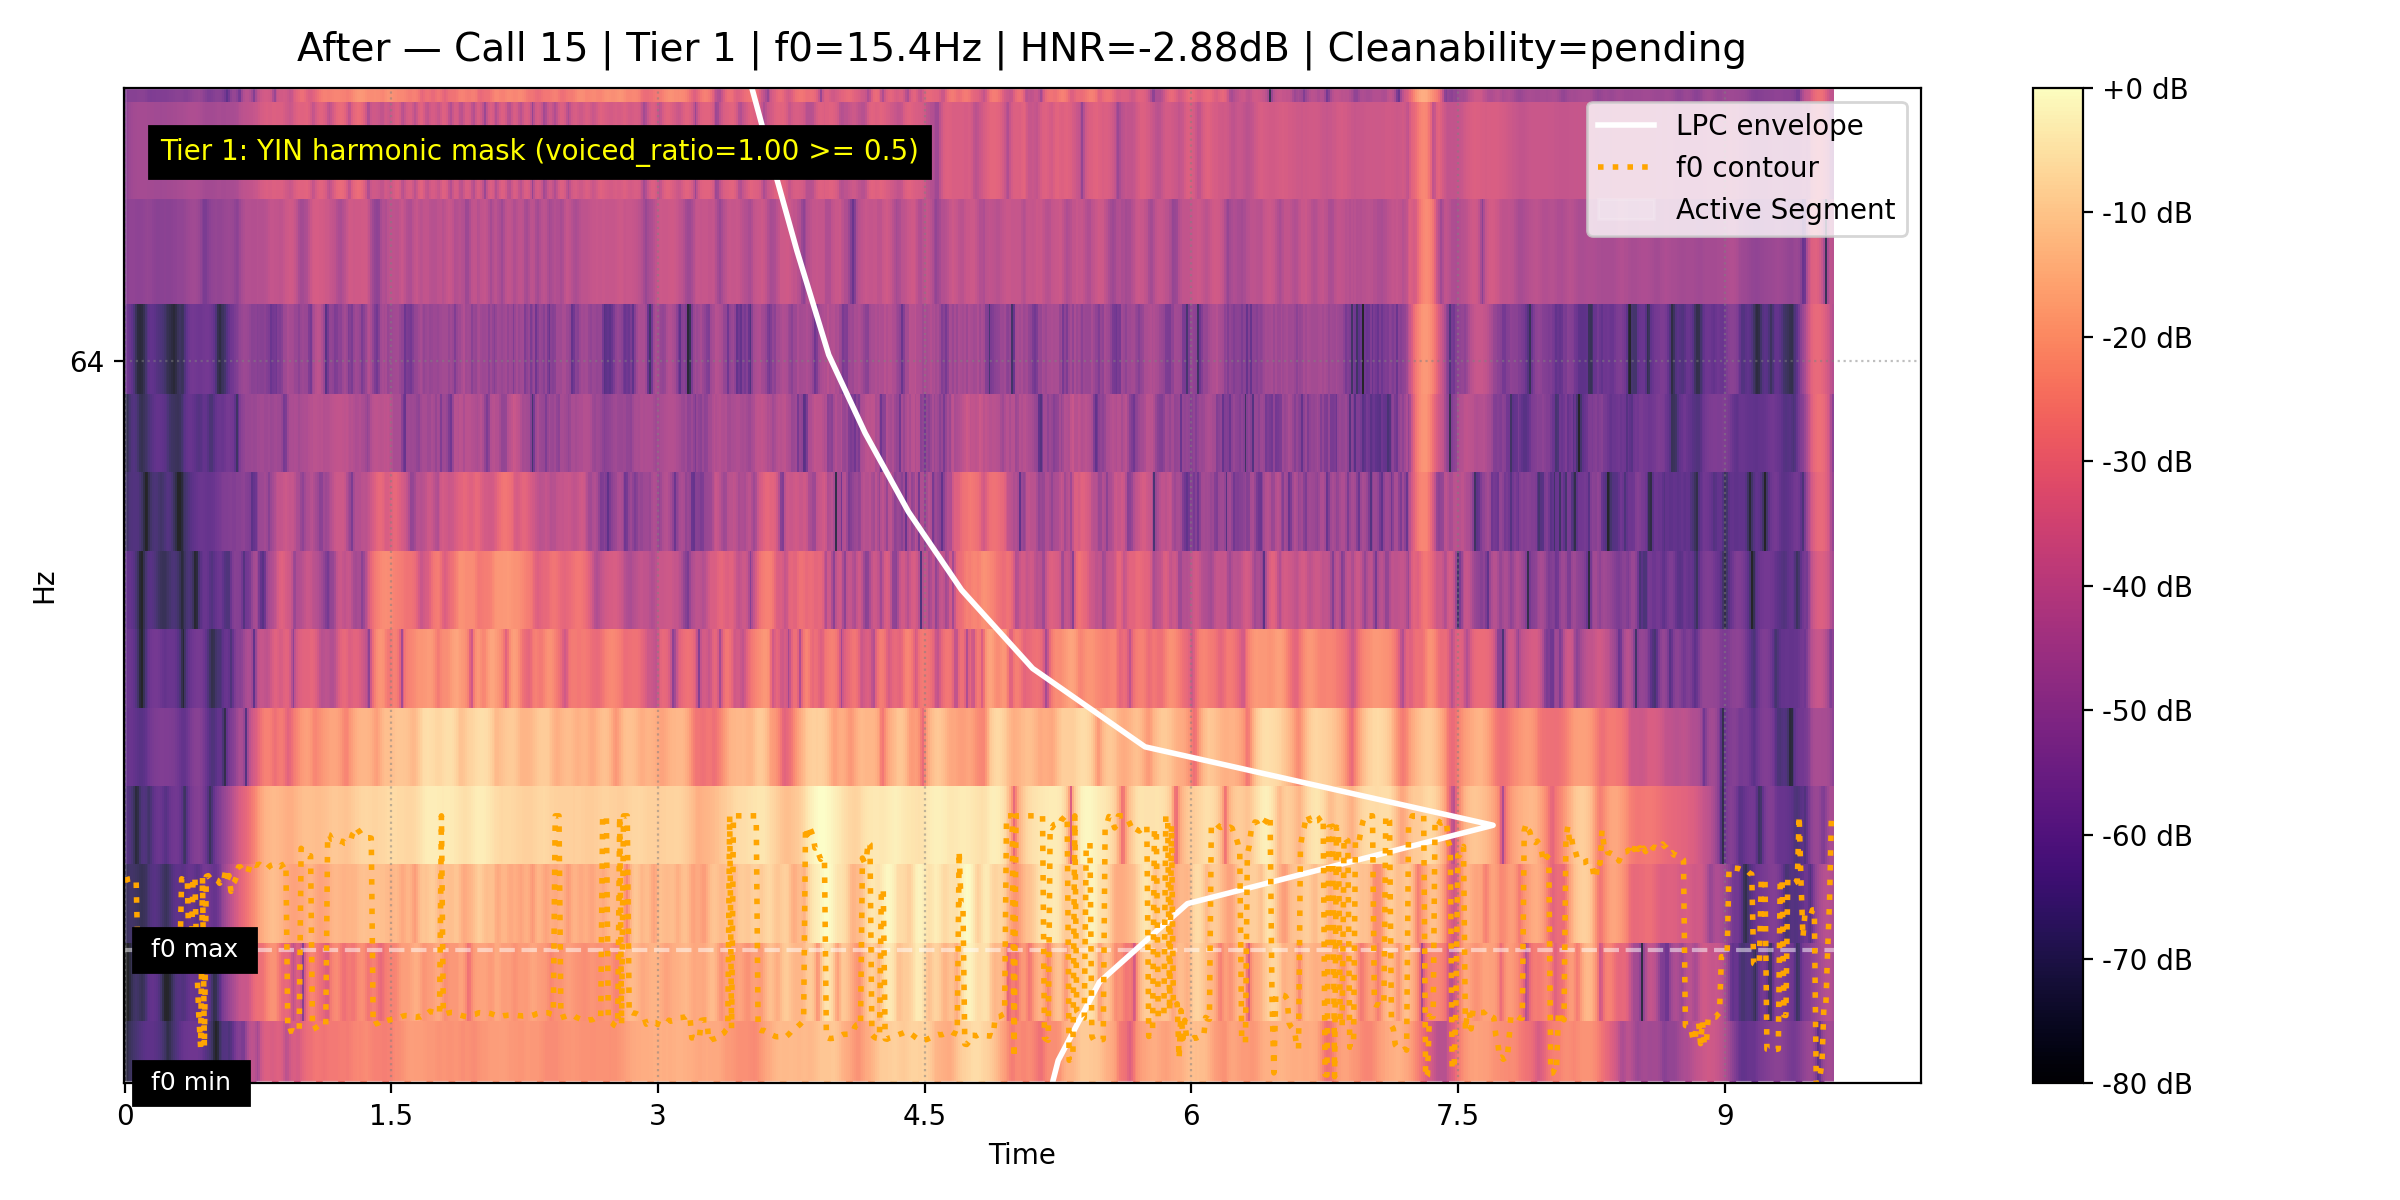 After — Call 15 | Tier 1 | f0=15.4Hz | HNR=-2.88dB | Cleanability=pending
Tier 1: YIN harmonic mask (voiced_ratio=1.00 >= 0.5)
LPC envelope
f0 contour
Active Segment
64
Hz
f0 max
f0 min
0 1.5 3 4.5 6 7.5 9
Time
+0 dB
-10 dB
-20 dB
-30 dB
-40 dB
-50 dB
-60 dB
-70 dB
-80 dB